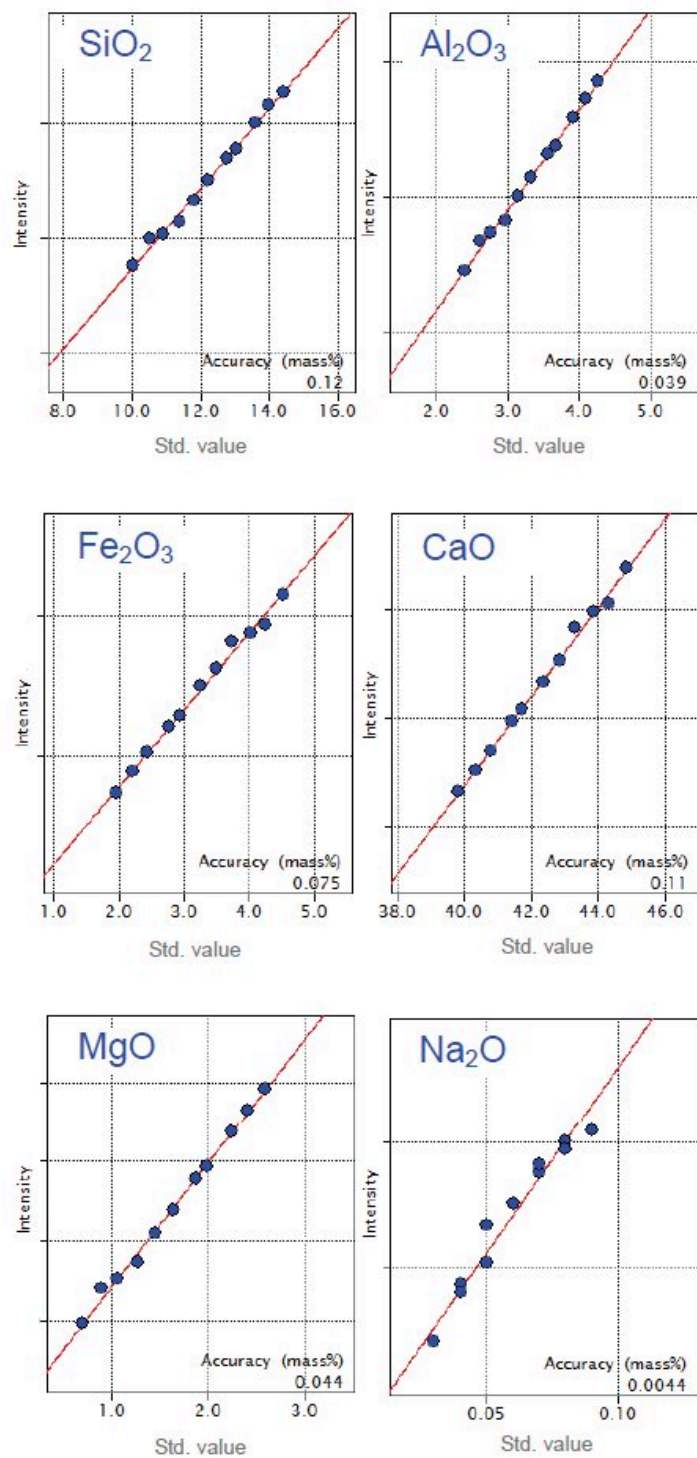 SiO₂
Intensity
Accuracy (mass%)
0.12
8.0 10.0 12.0 14.0 16.0
Std. value
Al₂O₃
Intensity
Accuracy (mass%)
0.039
2.0 3.0 4.0 5.0
Std. value
Fe₂O₃
Intensity
Accuracy (mass%)
0.075
1.0 2.0 3.0 4.0 5.0
Std. value
CaO
Intensity
Accuracy (mass%)
0.11
38.0 40.0 42.0 44.0 46.0
Std. value
MgO
Intensity
Accuracy (mass%)
0.044
1.0 2.0 3.0
Std. value
Na₂O
Intensity
Accuracy (mass%)
0.0044
0.05 0.10
Std. value